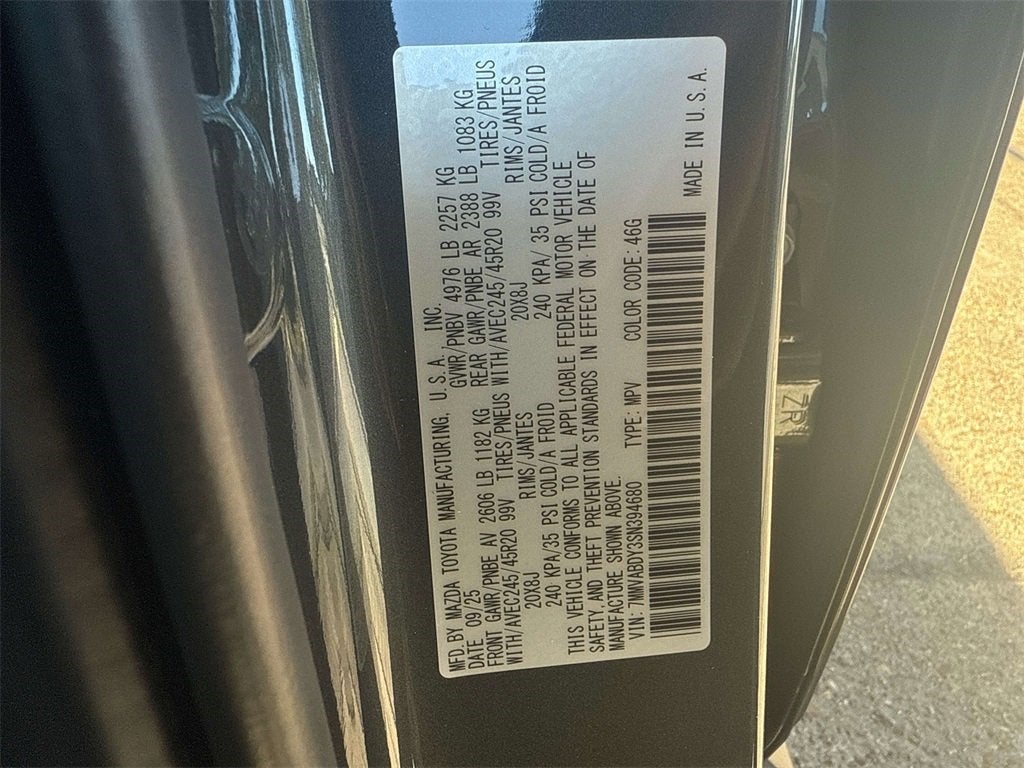 MFD. BY MAZDA TOYOTA MANUFACTURING, U. S. A. INC.
DATE 09/25 GVWR/PNBV 4976 LB 2257 KG
FRONT GAWR/PNBE AV 2606 LB 1182 KG REAR GAWR/PNBE AR 2388 LB 1083 KG
WITH/AVEC245/45R20 99V TIRES/PNEUS WITH/AVEC245/45R20 99V TIRES/PNEUS
20X8J RIMS/JANTES 20X8J RIMS/JANTES
240 KPA/35 PSI COLD/A FROID 240 KPA/ 35 PSI COLD/A FROID
THIS VEHICLE CONFORMS TO ALL APPLICABLE FEDERAL MOTOR VEHICLE
SAFETY, AND THEFT PREVENTION STANDARDS IN EFFECT ON THE DATE OF
MANUFACTURE SHOWN ABOVE.
VIN: 7MMVABDY3SN394680 TYPE: MPV COLOR CODE: 46G
MADE IN U. S. A.